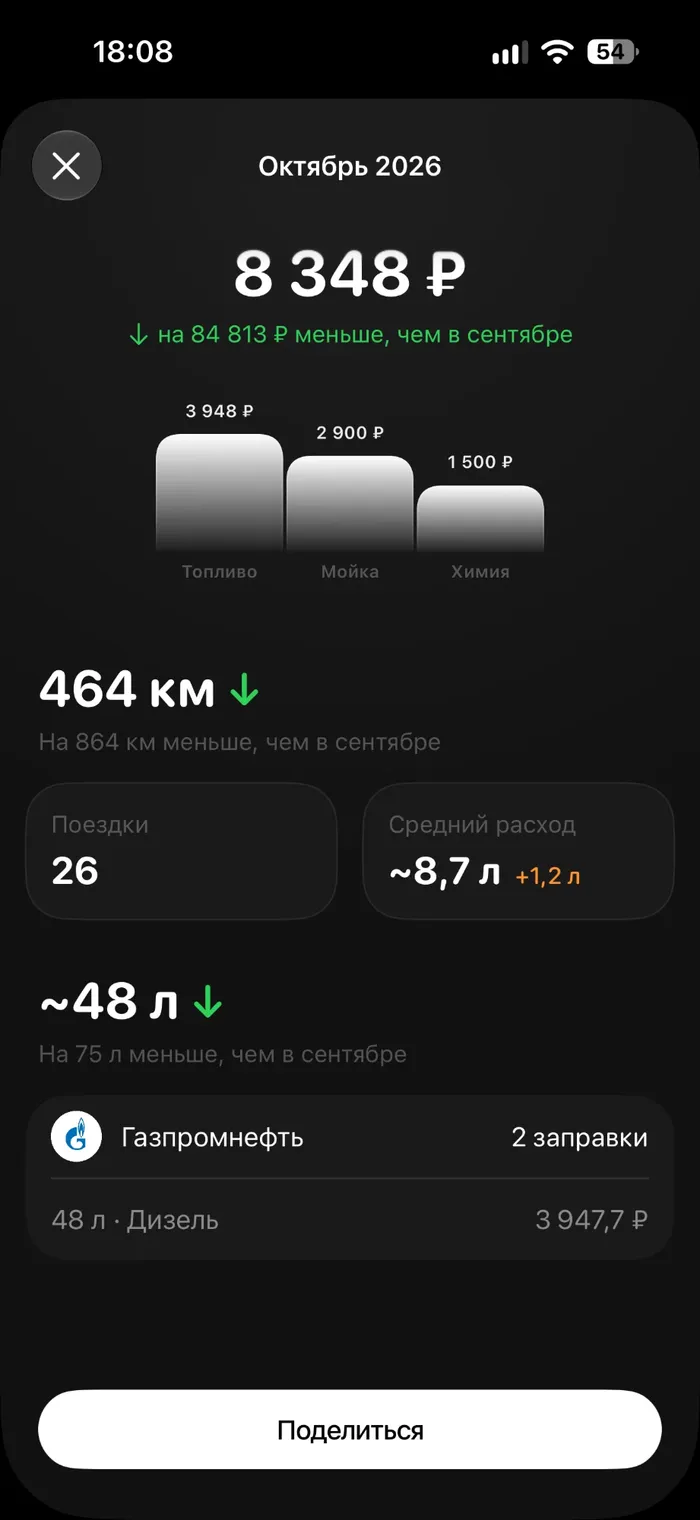 18:08
54
Октябрь 2026
8 348 ₽
↓ на 84 813 ₽ меньше, чем в сентябре
3 948 ₽
2 900 ₽
1 500 ₽
Топливо
Мойка
Химия
464 км ↓
На 864 км меньше, чем в сентябре
Поездки
26
Средний расход
~8,7 л +1,2 л
~48 л ↓
На 75 л меньше, чем в сентябре
Газпромнефть 2 заправки
48 л · Дизель 3 947,7 ₽
Поделиться